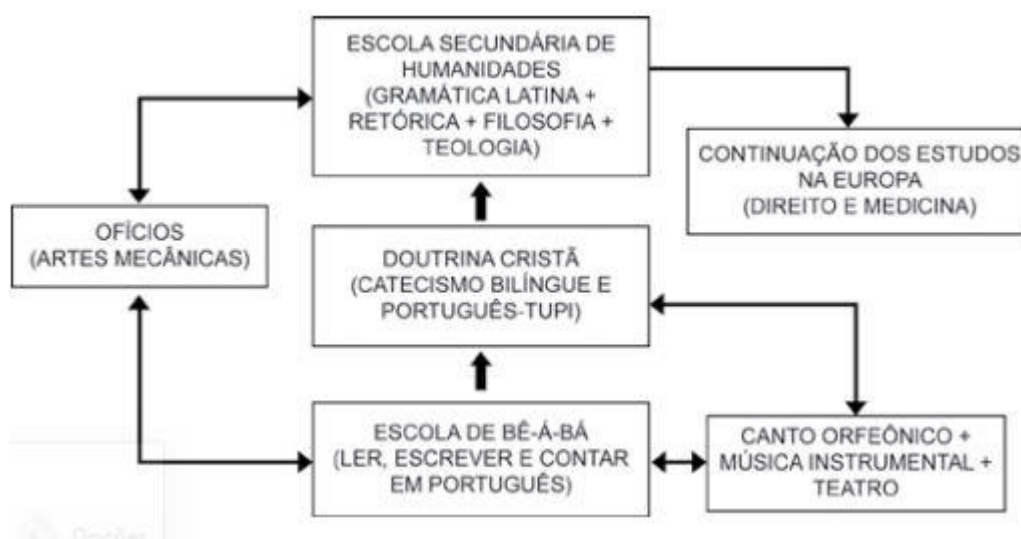 ESCOLA SECUNDÁRIA DE
HUMANIDADES
(GRAMÁTICA LATINA +
RETÓRICA + FILOSOFIA +
TEOLOGIA)
CONTINUAÇÃO DOS ESTUDOS
NA EUROPA
(DIREITO E MEDICINA)
OFÍCIOS
(ARTES MECÂNICAS)
DOUTRINA CRISTÃ
(CATECISMO BILÍNGUE E
PORTUGUÊS-TUPI)
ESCOLA DE BÊ-Á-BÁ
(LER, ESCREVER E CONTAR
EM PORTUGUÊS)
CANTO ORFEÔNICO +
MÚSICA INSTRUMENTAL +
TEATRO